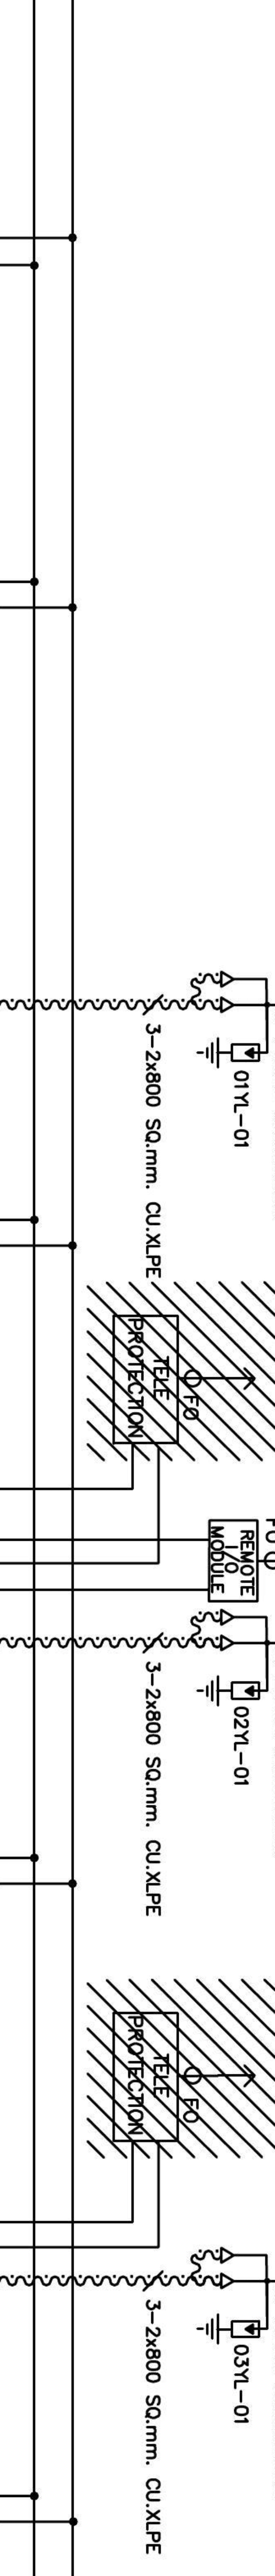 3-2x800 SQ.mm. CU.XLPE
01YL-01
TELE
PROTECTION
FO
FO
REMOTE
I/O
MODULE
3-2x800 SQ.mm. CU.XLPE
02YL-01
TELE
PROTECTION
FO
3-2x800 SQ.mm. CU.XLPE
03YL-01